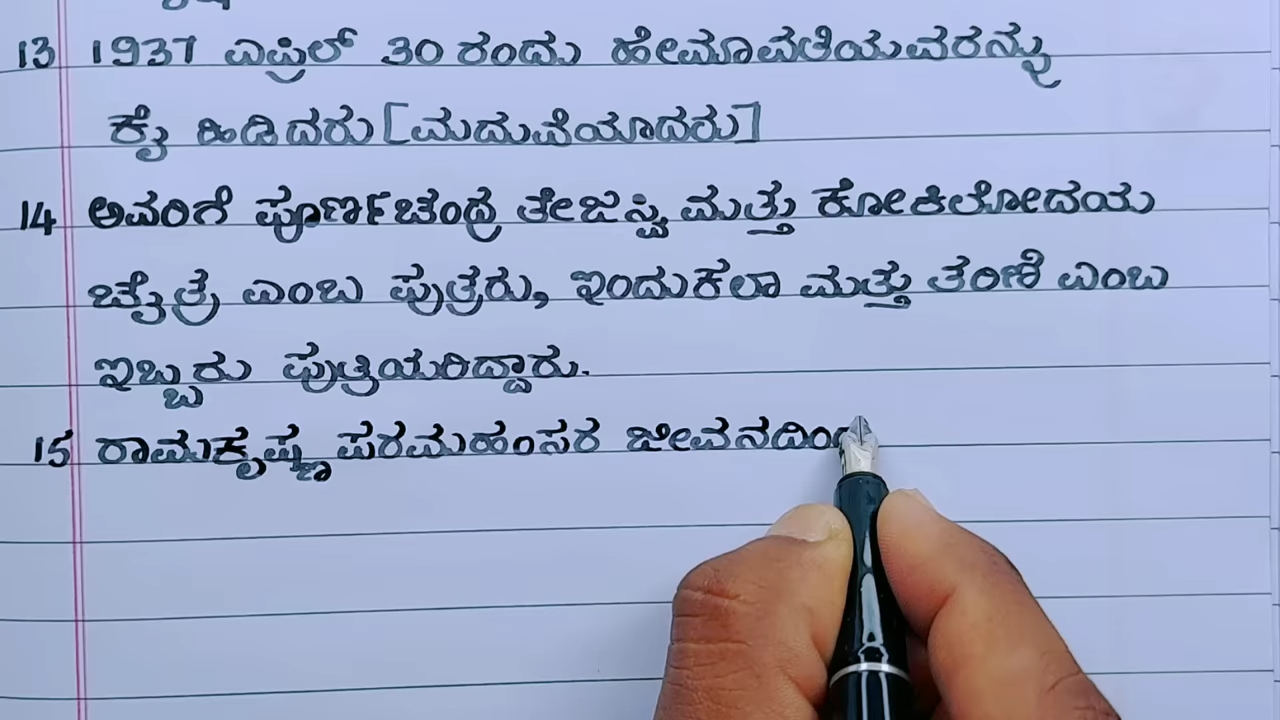 13 1937 ಎಪ್ರಿಲ್ 30 ರಂದು ಹೇಮಾವತಿಯವರನ್ನು
ಕೈ ಹಿಡಿದರು [ಮದುವೆಯಾದರು]
14 ಅವರಿಗೆ ಪೂರ್ಣಚಂದ್ರ ತೇಜಸ್ವಿ ಮತ್ತು ಕೋಕಿಲೋದಯ
ಚೈತ್ರ ಎಂಬ ಪುತ್ರರು, ಇಂದುಕಲಾ ಮತ್ತು ತರಿಣಿ ಎಂಬ
ಇಬ್ಬರು ಪುತ್ರಿಯರಿದ್ದಾರು.
15 ರಾಮಕೃಷ್ಣ ಪರಮಹಂಸರ